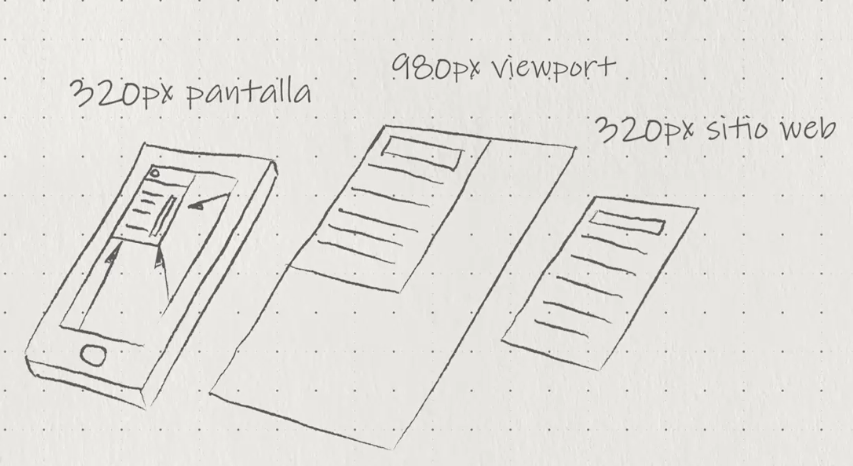 320px pantalla
980px viewport
320px sitio web